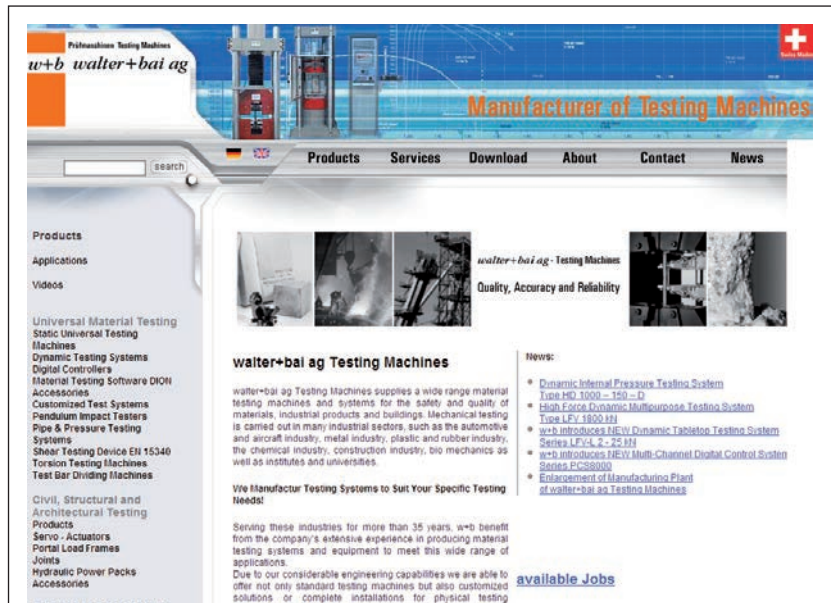 Prüfmaschinen Testing Machines
w+b walter+bai ag
Manufacturer of Testing Machines
search
Products Services Download About Contact News
Products
Applications
Videos
Universal Material Testing
Static Universal Testing
Machines
Dynamic Testing Systems
Digital Controllers
Material Testing Software DION
Accessories
Customized Test Systems
Pendulum Impact Testers
Pipe & Pressure Testing
Systems
Shear Testing Device EN 15340
Torsion Testing Machines
Test Bar Dividing Machines
Civil, Structural and
Architectural Testing
Products
Servo - Actuators
Portal Load Frames
Joints
Hydraulic Power Packs
Accessories
walter+bai ag - Testing Machines
Quality, Accuracy and Reliability
walter+bai ag Testing Machines
walter+bai ag Testing Machines supplies a wide range material
testing machines and systems for the safety and quality of
materials, industrial products and buildings. Mechanical testing
is carried out in many industrial sectors, such as the automotive
and aircraft industry, metal industry, plastic and rubber industry,
the chemical industry, construction industry, bio mechanics as
well as institutes and universities.
We Manufactur Testing Systems to Suit Your Specific Testing
Needs!
Serving these industries for more than 35 years, w+b benefit
from the company's extensive experience in producing material
testing systems and equipment to meet this wide range of
applications.
Due to our considerable engineering capabilities we are able to
offer not only standard testing machines but also customized
solutions or complete installations for physical testing
News:
Dynamic Internal Pressure Testing System
Type HD 1000 – 150 – D
High Force Dynamic Multipurpose Testing System
Type LFV 1800 kN
w+b introduces NEW Dynamic Tabletop Testing System
Series LFV-L 2 - 25 kN
w+b introduces NEW Multi-Channel Digital Control System
Series PCS8000
Enlargement of Manufacturing Plant
of walter+bai ag Testing Machines
available Jobs